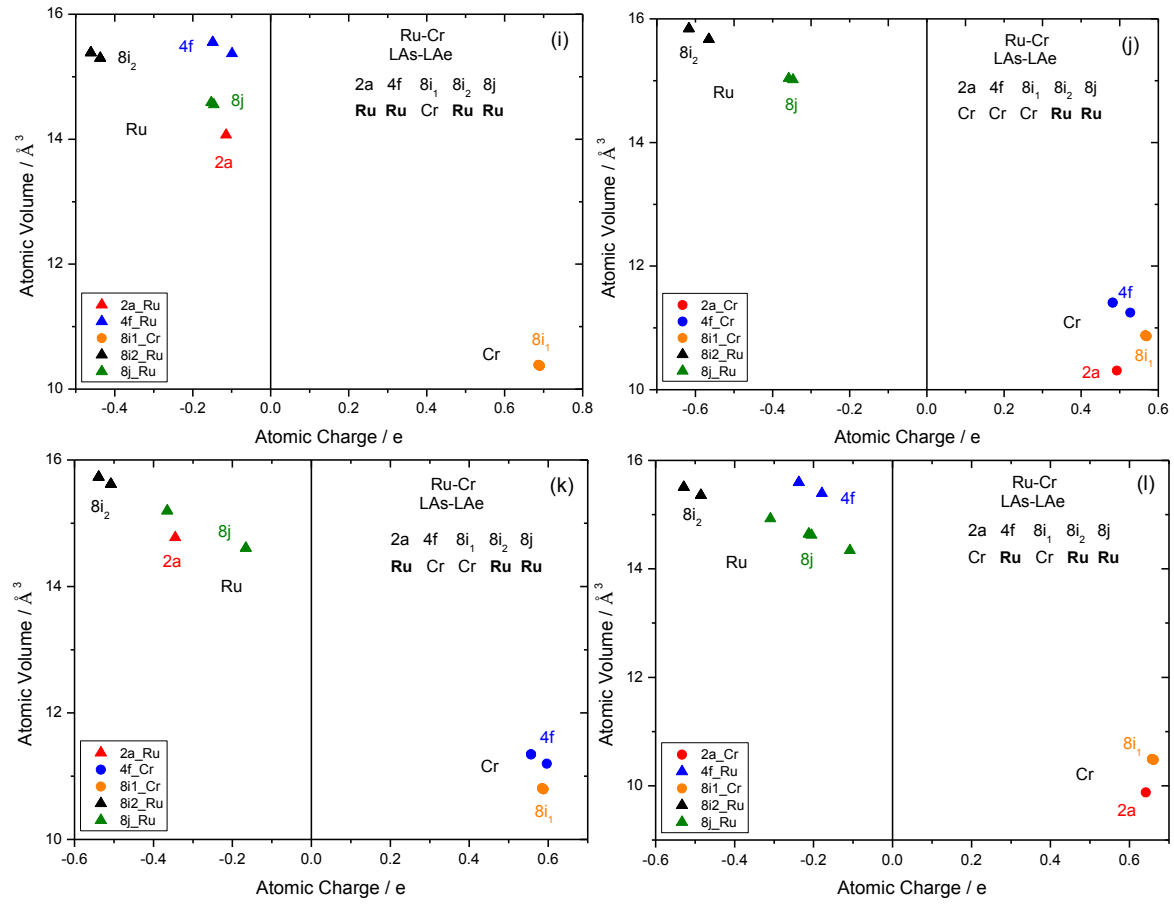 (i)
Ru-Cr
LAs-LAe
2a 4f 8i₁ 8i₂ 8j
Ru Ru Cr Ru Ru
8i₂
4f
8j
Ru
2a
Cr
8i₁
2a_Ru
4f_Ru
8i1_Cr
8i2_Ru
8j_Ru
16
14
12
10
-0.4 -0.2 0.0 0.2 0.4 0.6 0.8
Atomic Volume / Å³
Atomic Charge / e
(j)
Ru-Cr
LAs-LAe
2a 4f 8i₁ 8i₂ 8j
Cr Cr Cr Ru Ru
8i₂
Ru
8j
4f
Cr
8i₁
2a
2a_Cr
4f_Cr
8i1_Cr
8i2_Ru
8j_Ru
16
14
12
10
-0.6 -0.4 -0.2 0.0 0.2 0.4 0.6
Atomic Volume / Å³
Atomic Charge / e
(k)
Ru-Cr
LAs-LAe
2a 4f 8i₁ 8i₂ 8j
Ru Cr Cr Ru Ru
8i₂
8j
2a
Ru
4f
Cr
8i₁
2a_Ru
4f_Cr
8i1_Cr
8i2_Ru
8j_Ru
16
14
12
10
-0.6 -0.4 -0.2 0.0 0.2 0.4 0.6
Atomic Volume / Å³
Atomic Charge / e
(l)
Ru-Cr
LAs-LAe
2a 4f 8i₁ 8i₂ 8j
Cr Ru Cr Ru Ru
8i₂
4f
Ru
8j
8i₁
Cr
2a
2a_Cr
4f_Ru
8i1_Cr
8i2_Ru
8j_Ru
16
14
12
10
-0.6 -0.4 -0.2 0.0 0.2 0.4 0.6
Atomic Volume / Å³
Atomic Charge / e